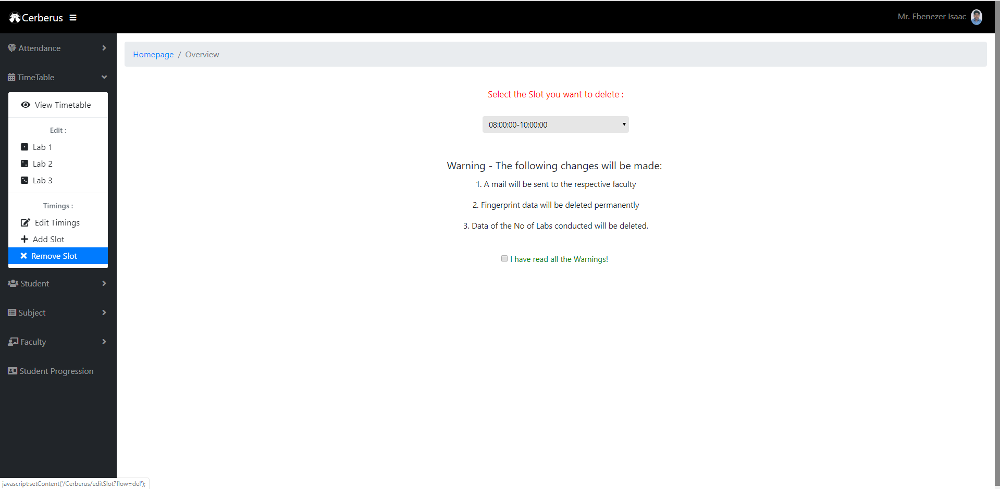 Cerberus
Mr. Ebenezer Isaac
Attendance
TimeTable
View Timetable
Edit :
Lab 1
Lab 2
Lab 3
Timings :
Edit Timings
Add Slot
Remove Slot
Student
Subject
Faculty
Student Progression
Homepage / Overview
Select the Slot you want to delete :
08:00:00-10:00:00
Warning - The following changes will be made:
1. A mail will be sent to the respective faculty
2. Fingerprint data will be deleted permanently
3. Data of the No of Labs conducted will be deleted.
I have read all the Warnings!
javascript:setContent('/Cerberus/editSlot?flow=del');